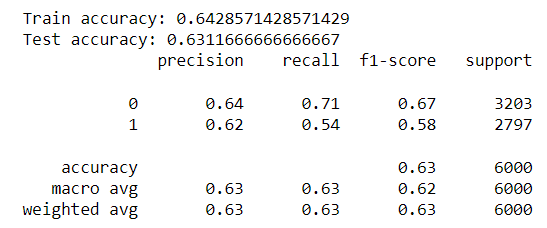 Train accuracy: 0.6428571428571429
Test accuracy: 0.6311666666666667
precision recall f1-score support
0 0.64 0.71 0.67 3203
1 0.62 0.54 0.58 2797
accuracy 0.63 6000
macro avg 0.63 0.63 0.62 6000
weighted avg 0.63 0.63 0.63 6000